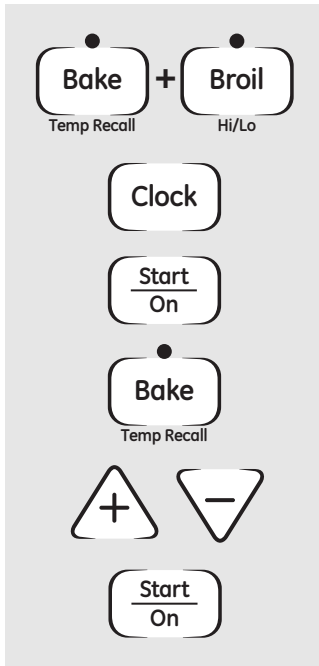 Bake + Broil
Temp Recall Hi/Lo
Clock
Start
On
Bake
Temp Recall
+ −
Start
On